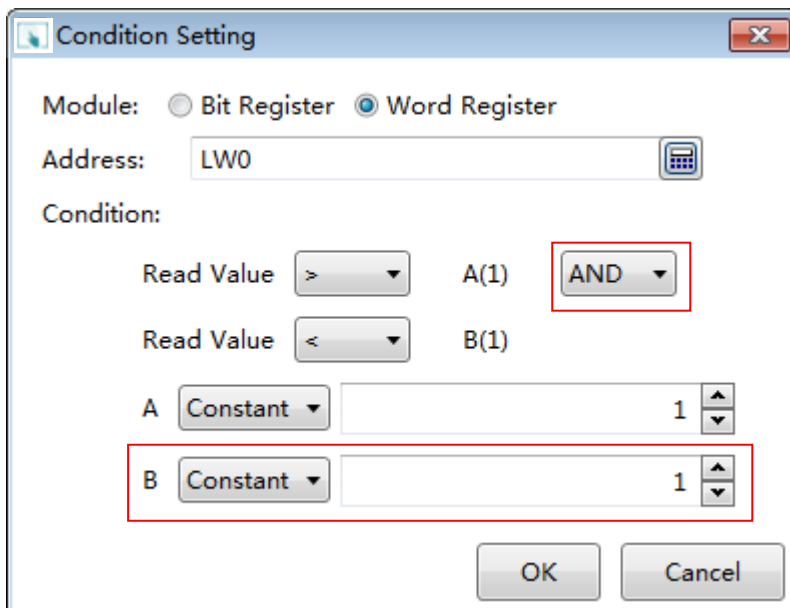 Condition Setting
Module: Bit Register Word Register
Address: LW0
Condition:
Read Value > A(1) AND
Read Value < B(1)
A Constant 1
B Constant 1
OK Cancel